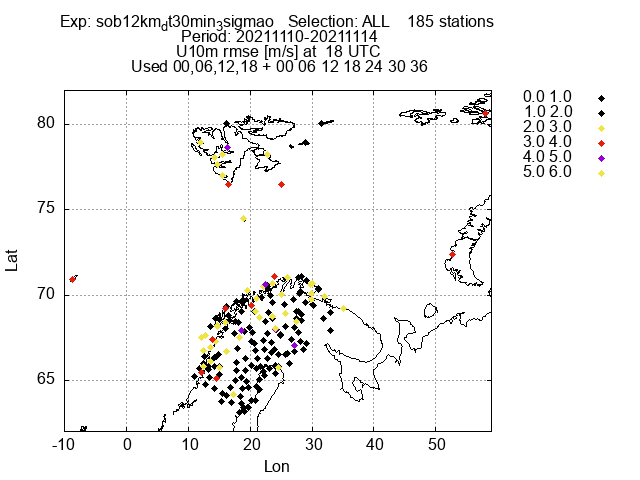 Exp: sob12km_dt30min_3sigmao Selection: ALL 185 stations
Period: 20211110-20211114
U10m rmse [m/s] at 18 UTC
Used 00,06,12,18 + 00 06 12 18 24 30 36
0.0 1.0
1.0 2.0
2.0 3.0
3.0 4.0
4.0 5.0
5.0 6.0
80
75
70
65
Lat
-10 0 10 20 30 40 50
Lon